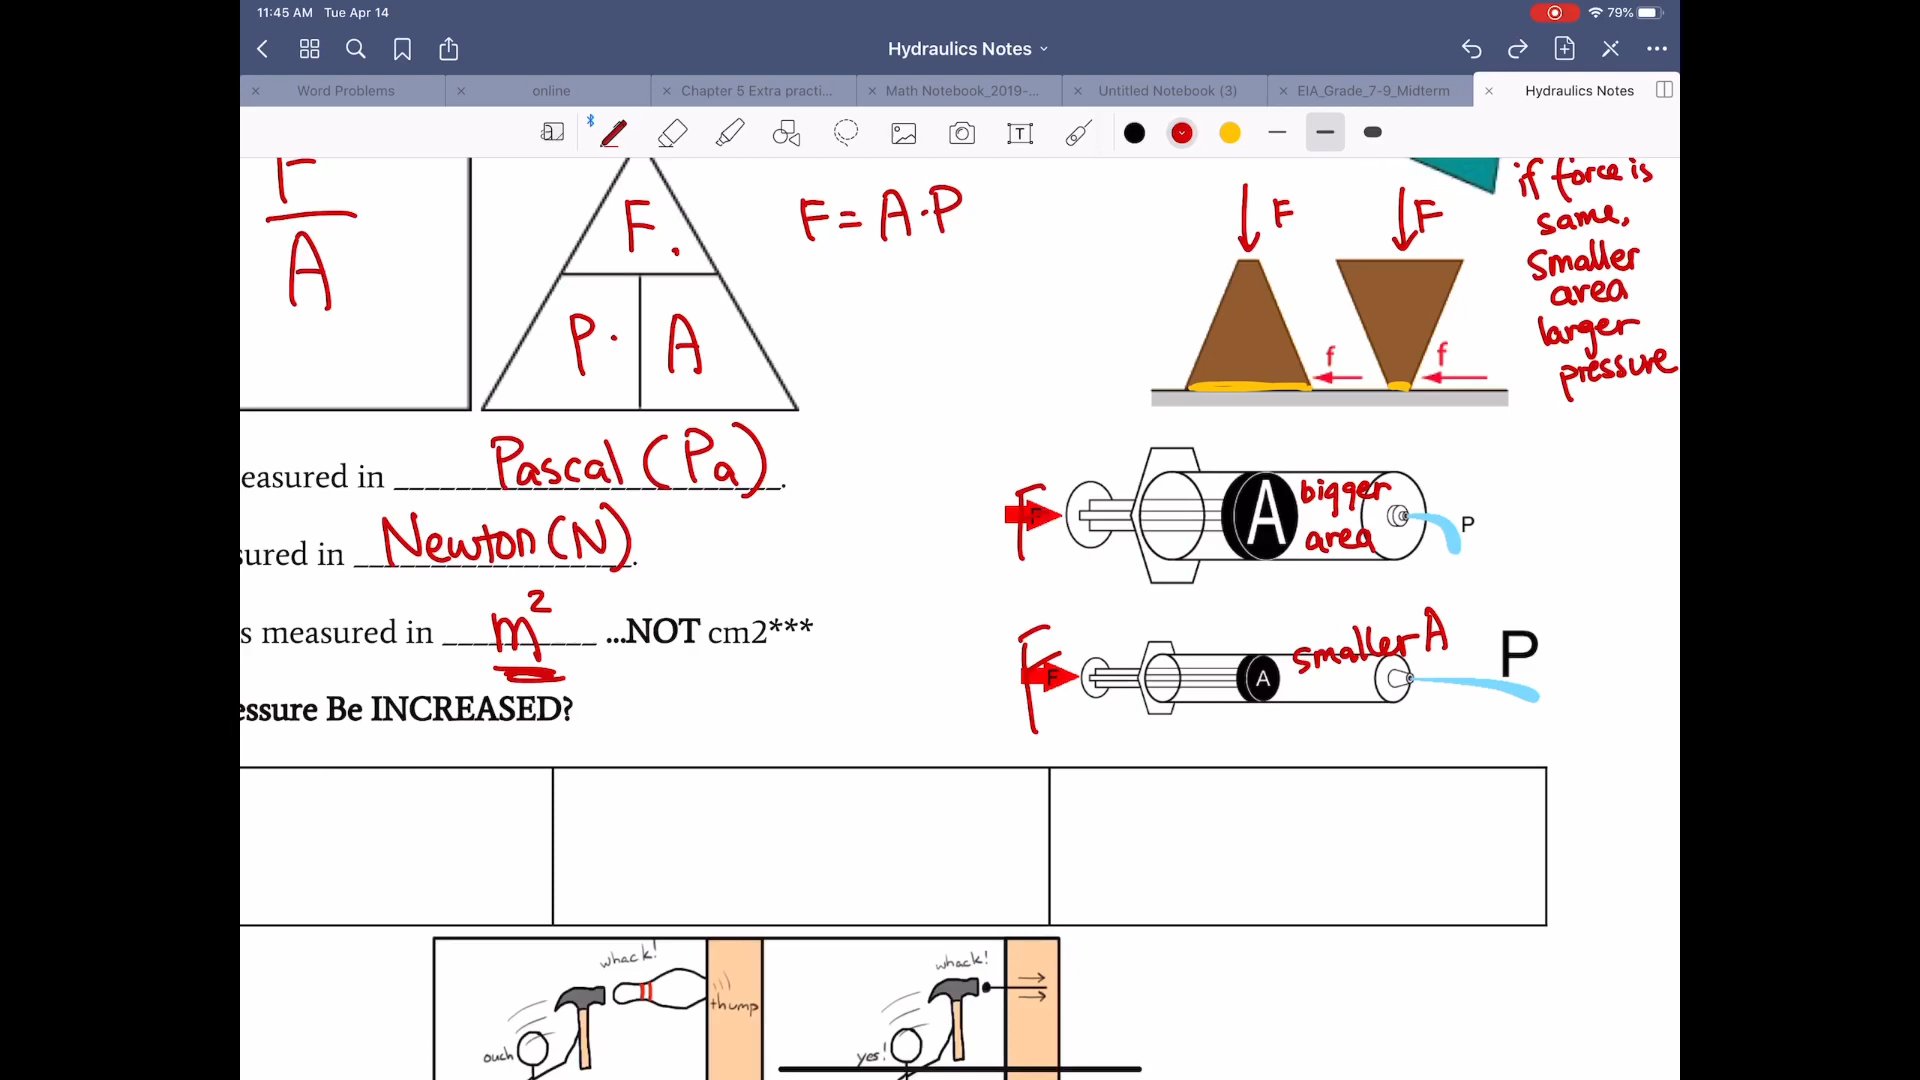 11:45 AM Tue Apr 14
79%
Hydraulics Notes
Word Problems
online
Chapter 5 Extra practi...
Math Notebook_2019-...
Untitled Notebook (3)
EIA_Grade_7-9_Midterm
Hydraulics Notes
F
A
F.
P. A
F = A·P
F
F
f
f
if force is
same,
smaller
area
larger
pressure
easured in Pascal (Pa).
sured in Newton (N).
s measured in m² ...NOT cm2***
essure Be INCREASED?
F
F
A
bigger
area
P
F
F
A
smaller A
P
whack!
thump
ouch
whack!
yes!